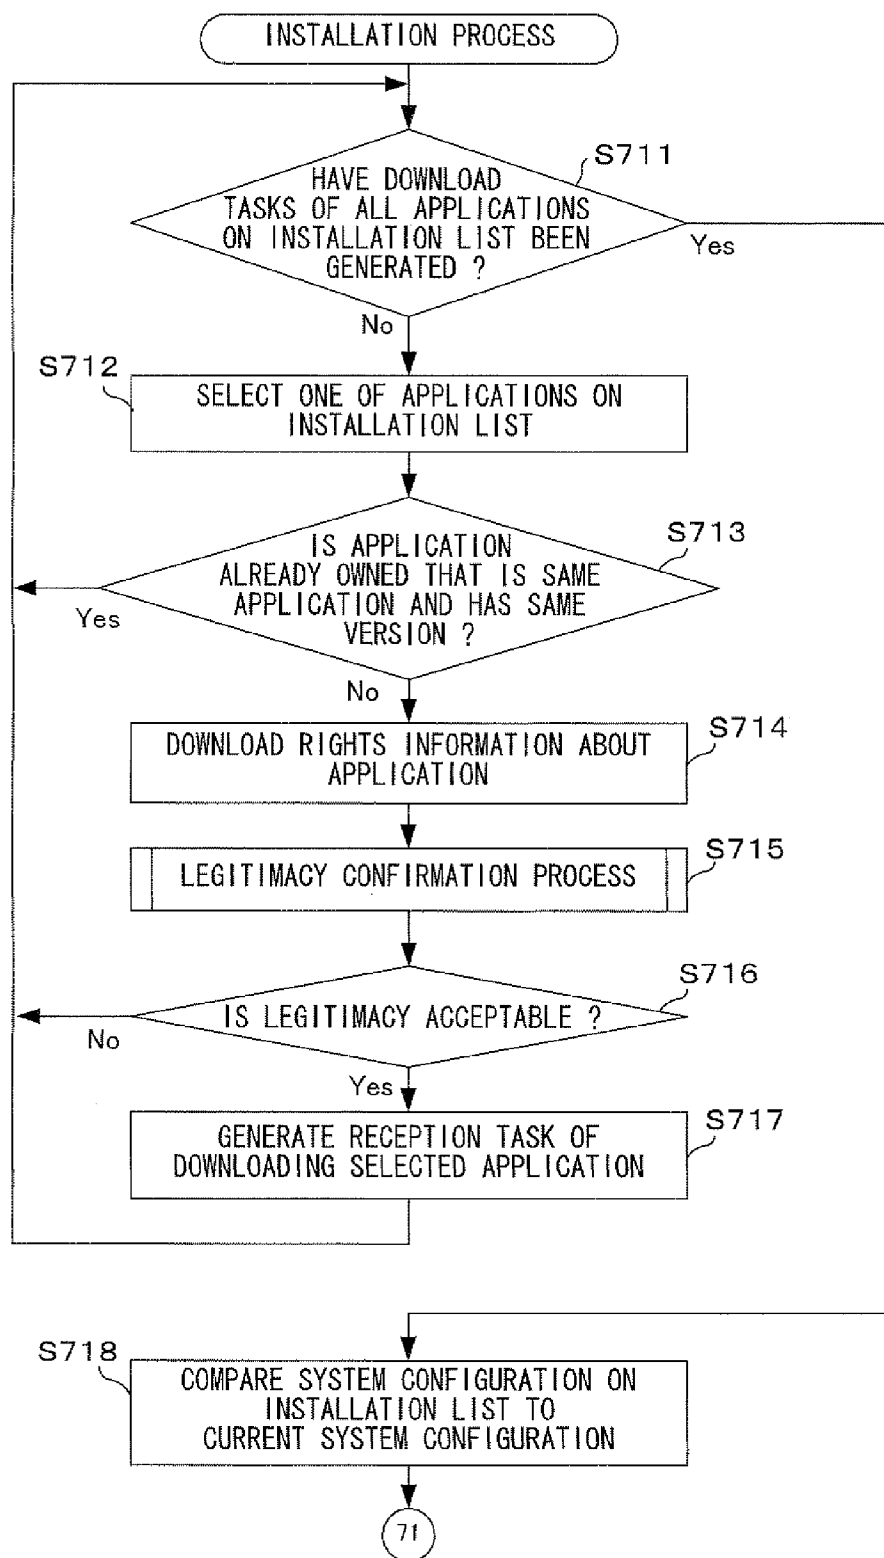 INSTALLATION PROCESS
S711
HAVE DOWNLOAD
TASKS OF ALL APPLICATIONS
ON INSTALLATION LIST BEEN
GENERATED ?
Yes
No
S712
SELECT ONE OF APPLICATIONS ON
INSTALLATION LIST
S713
IS APPLICATION
ALREADY OWNED THAT IS SAME
APPLICATION AND HAS SAME
VERSION ?
Yes
No
S714
DOWNLOAD RIGHTS INFORMATION ABOUT
APPLICATION
S715
LEGITIMACY CONFIRMATION PROCESS
S716
IS LEGITIMACY ACCEPTABLE ?
No
Yes
S717
GENERATE RECEPTION TASK OF
DOWNLOADING SELECTED APPLICATION
S718
COMPARE SYSTEM CONFIGURATION ON
INSTALLATION LIST TO
CURRENT SYSTEM CONFIGURATION
71